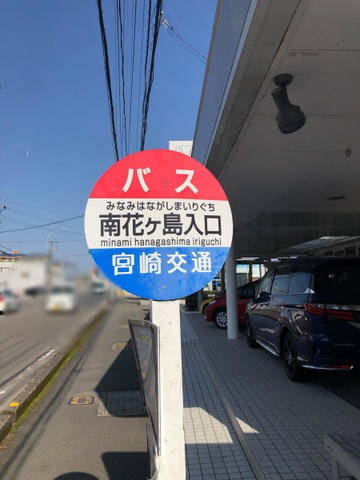 バス
みなみはながしまいりぐち
南花ヶ島入口
minami hanagashima iriguchi
宮崎交通